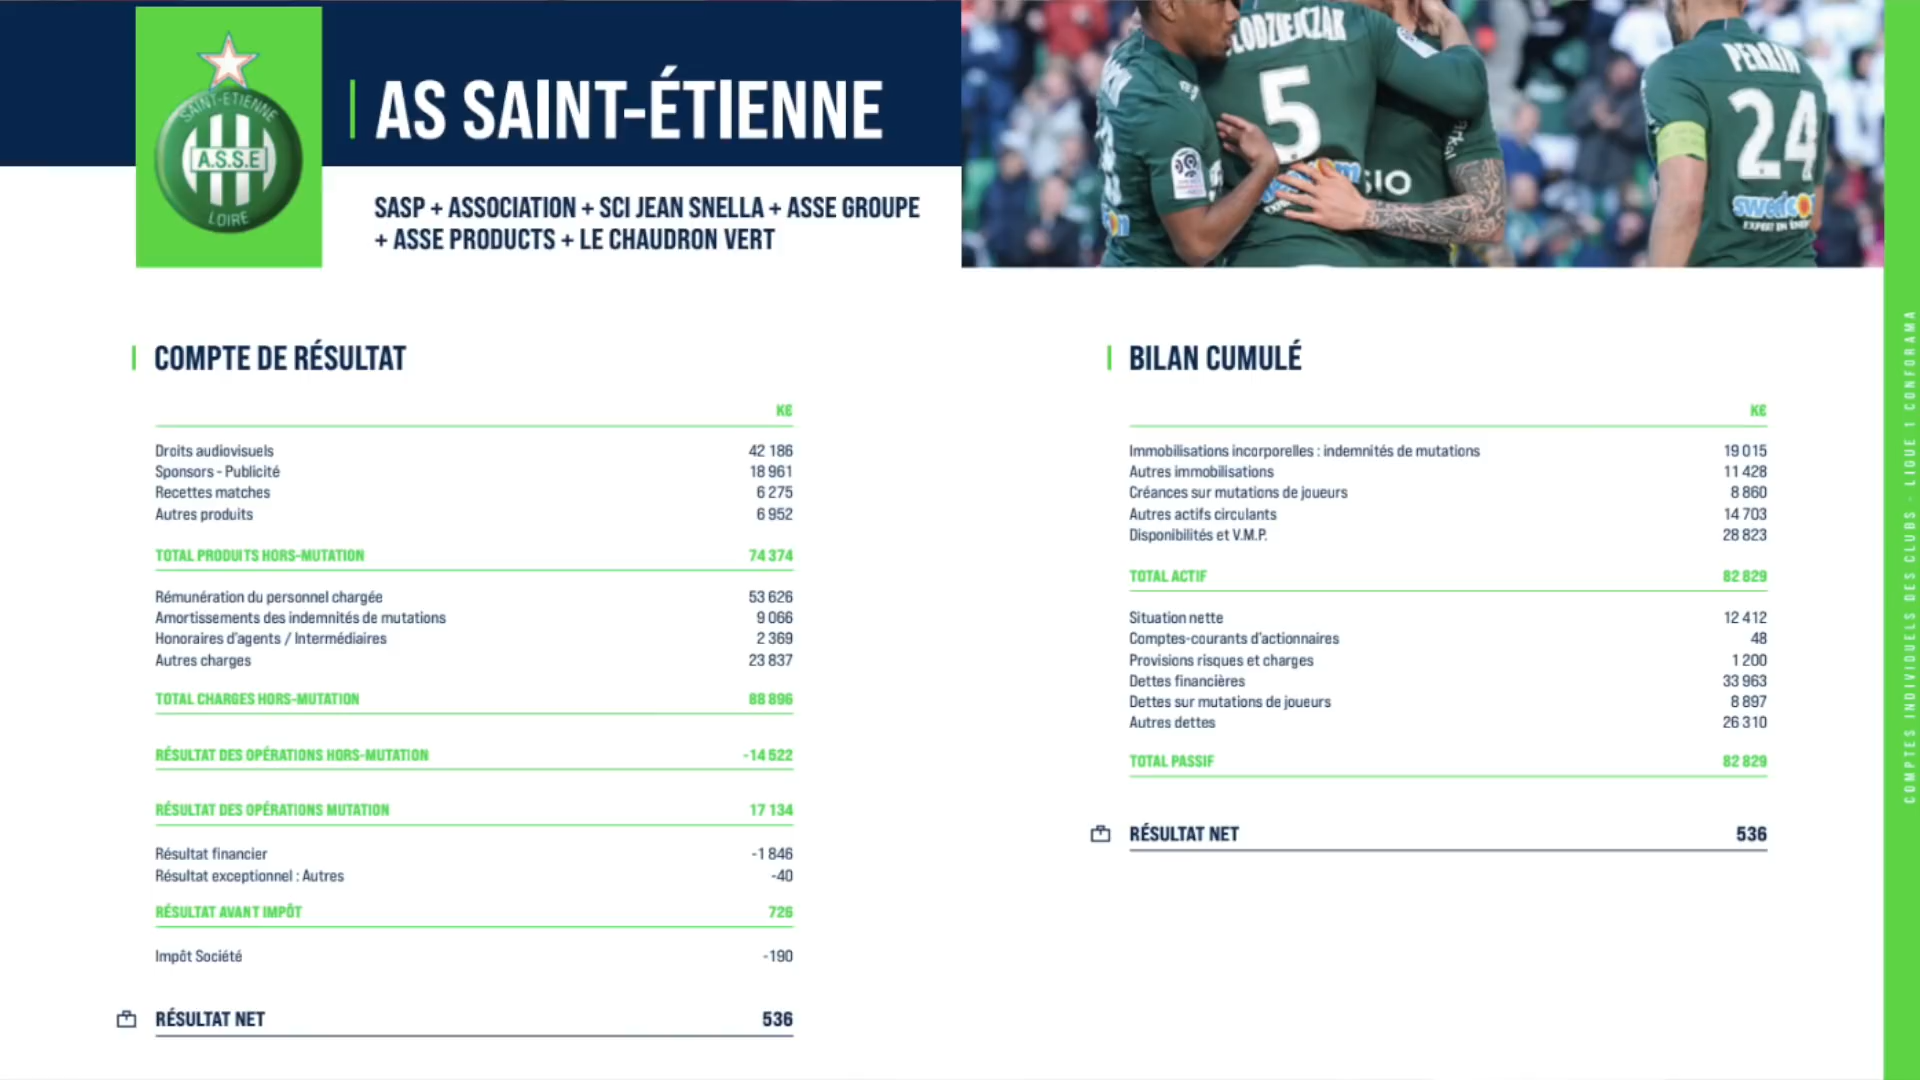 SAINT-ETIENNE
A.S.S.E
LOIRE
AS SAINT-ÉTIENNE
SASP + ASSOCIATION + SCI JEAN SNELLA + ASSE GROUPE
+ ASSE PRODUCTS + LE CHAUDRON VERT
5
PERRIN
24
COMPTE DE RÉSULTAT
K€
Droits audiovisuels 42 186
Sponsors - Publicité 18 961
Recettes matches 6 275
Autres produits 6 952
TOTAL PRODUITS HORS-MUTATION 74 374
Rémunération du personnel chargée 53 626
Amortissements des indemnités de mutations 9 066
Honoraires d'agents / Intermédiaires 2 369
Autres charges 23 837
TOTAL CHARGES HORS-MUTATION 88 896
RÉSULTAT DES OPÉRATIONS HORS-MUTATION -14 522
RÉSULTAT DES OPÉRATIONS MUTATION 17 134
Résultat financier -1 846
Résultat exceptionnel : Autres -40
RÉSULTAT AVANT IMPÔT 726
Impôt Société -190
RÉSULTAT NET 536
BILAN CUMULÉ
K€
Immobilisations incorporelles : indemnités de mutations 19 015
Autres immobilisations 11 428
Créances sur mutations de joueurs 8 860
Autres actifs circulants 14 703
Disponibilités et V.M.P. 28 823
TOTAL ACTIF 82 829
Situation nette 12 412
Comptes-courants d'actionnaires 48
Provisions risques et charges 1 200
Dettes financières 33 963
Dettes sur mutations de joueurs 8 897
Autres dettes 26 310
TOTAL PASSIF 82 829
RÉSULTAT NET 536
COMPTES INDIVIDUELS DES CLUBS - LIGUE 1 CONFORAMA